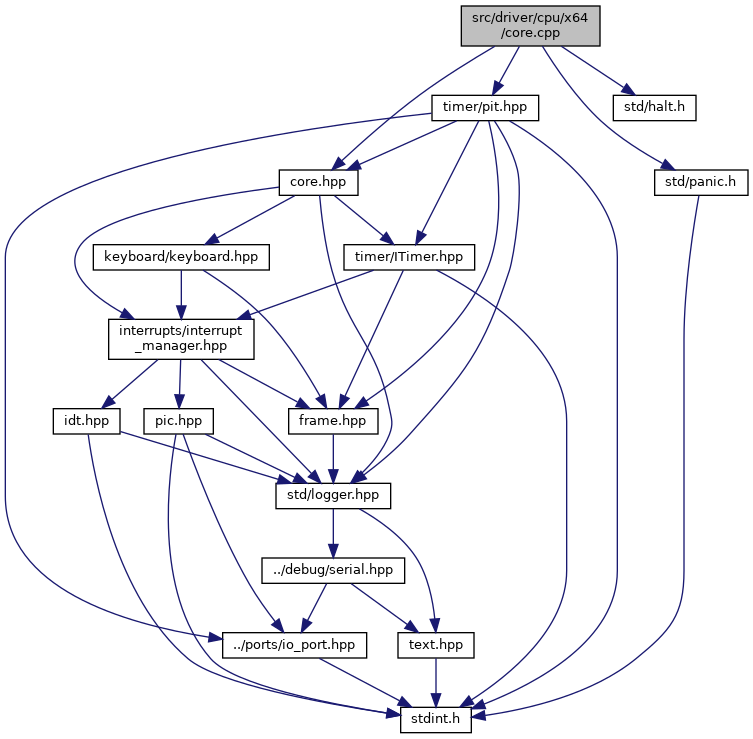 src/driver/cpu/x64
/core.cpp
timer/pit.hpp
std/halt.h
core.hpp
std/panic.h
keyboard/keyboard.hpp
timer/ITimer.hpp
interrupts/interrupt
_manager.hpp
idt.hpp
pic.hpp
frame.hpp
std/logger.hpp
../debug/serial.hpp
../ports/io_port.hpp
text.hpp
stdint.h